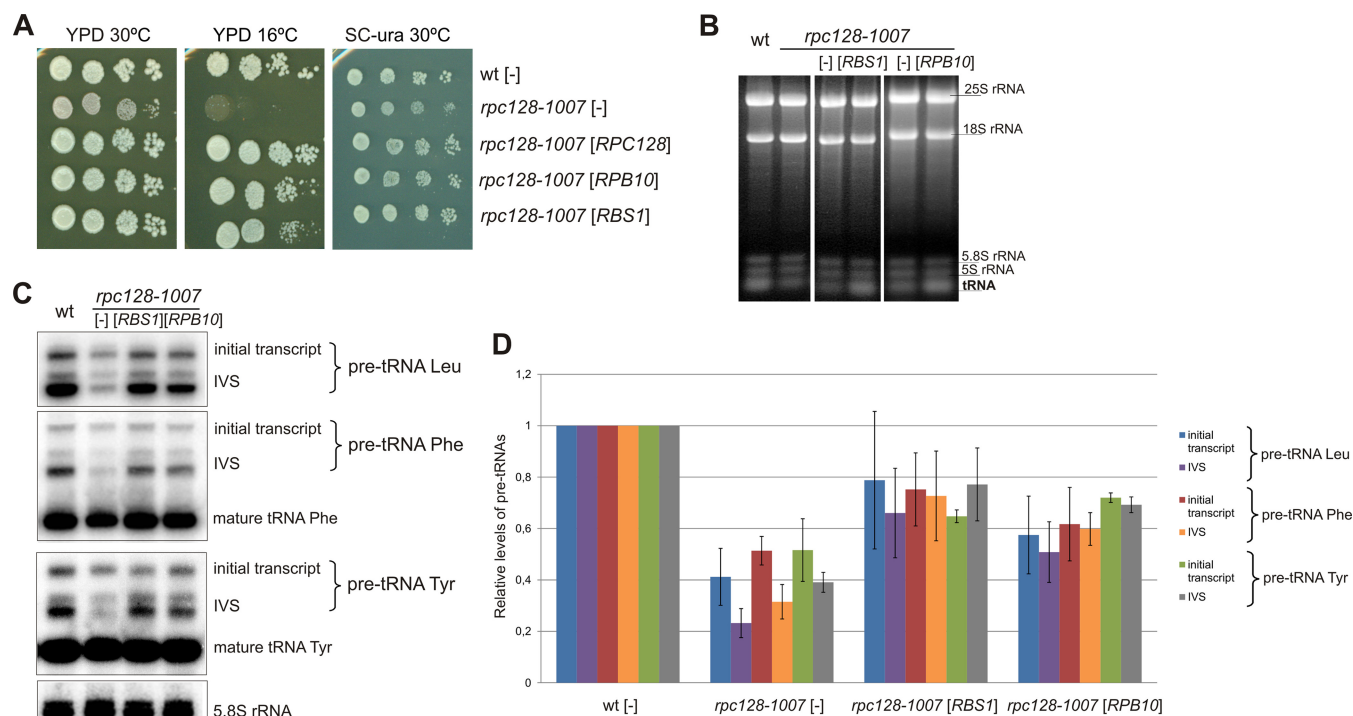 A
YPD 30ºC YPD 16ºC SC-ura 30ºC
wt [-]
rpc128-1007 [-]
rpc128-1007 [RPC128]
rpc128-1007 [RPB10]
rpc128-1007 [RBS1]
B
wt rpc128-1007
[-] [RBS1] [-] [RPB10]
25S rRNA
18S rRNA
5.8S rRNA
5S rRNA
tRNA
C
wt rpc128-1007
[-] [RBS1][RPB10]
initial transcript
IVS
pre-tRNA Leu
initial transcript
IVS
pre-tRNA Phe
mature tRNA Phe
initial transcript
IVS
pre-tRNA Tyr
mature tRNA Tyr
5.8S rRNA
D
Relative levels of pre-tRNAs
1,2
1
0,8
0,6
0,4
0,2
0
wt [-] rpc128-1007 [-] rpc128-1007 [RBS1] rpc128-1007 [RPB10]
initial
transcript
IVS
pre-tRNA Leu
initial
transcript
IVS
pre-tRNA Phe
initial
transcript
IVS
pre-tRNA Tyr